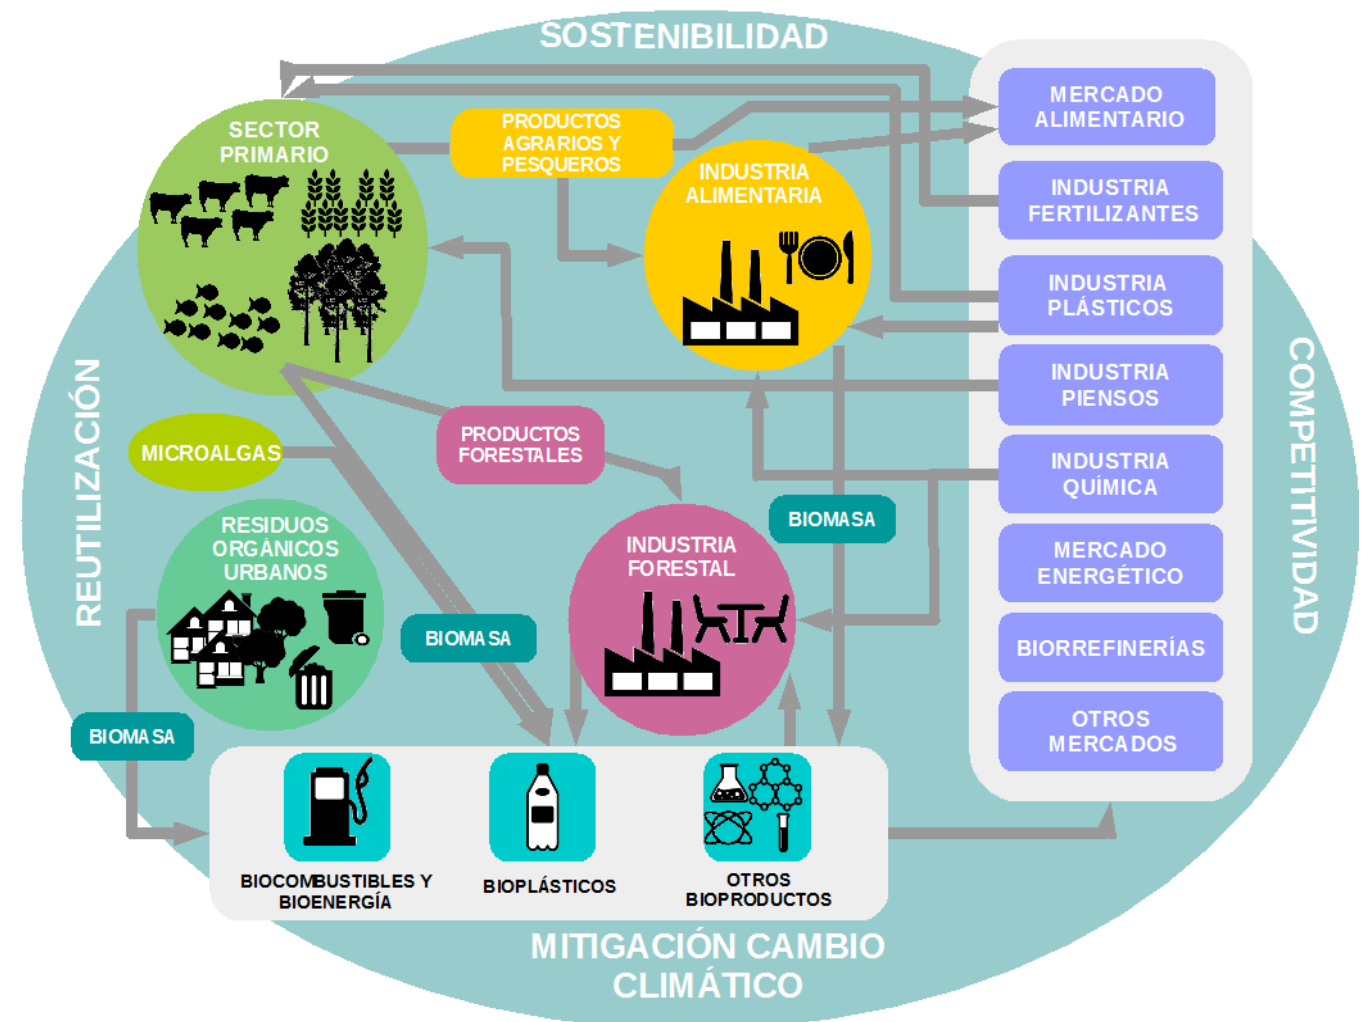 SOSTENIBILIDAD
SECTOR
PRIMARIO
PRODUCTOS
AGRARIOS Y
PESQUEROS
INDUSTRIA
ALIMENTARIA
MERCADO
ALIMENTARIO
INDUSTRIA
FERTILIZANTES
INDUSTRIA
PLÁSTICOS
INDUSTRIA
PIENSOS
INDUSTRIA
QUÍMICA
MERCADO
ENERGÉTICO
BIORREFINERÍAS
OTROS
MERCADOS
REUTILIZACIÓN
COMPETITIVIDAD
MICROALGAS
PRODUCTOS
FORESTALES
RESIDUOS
ORGÁNICOS
URBANOS
INDUSTRIA
FORESTAL
BIOMASA
BIOMASA
BIOMASA
BIOCOMBUSTIBLES Y
BIOENERGÍA
BIOPLÁSTICOS
OTROS
BIOPRODUCTOS
MITIGACIÓN CAMBIO
CLIMÁTICO